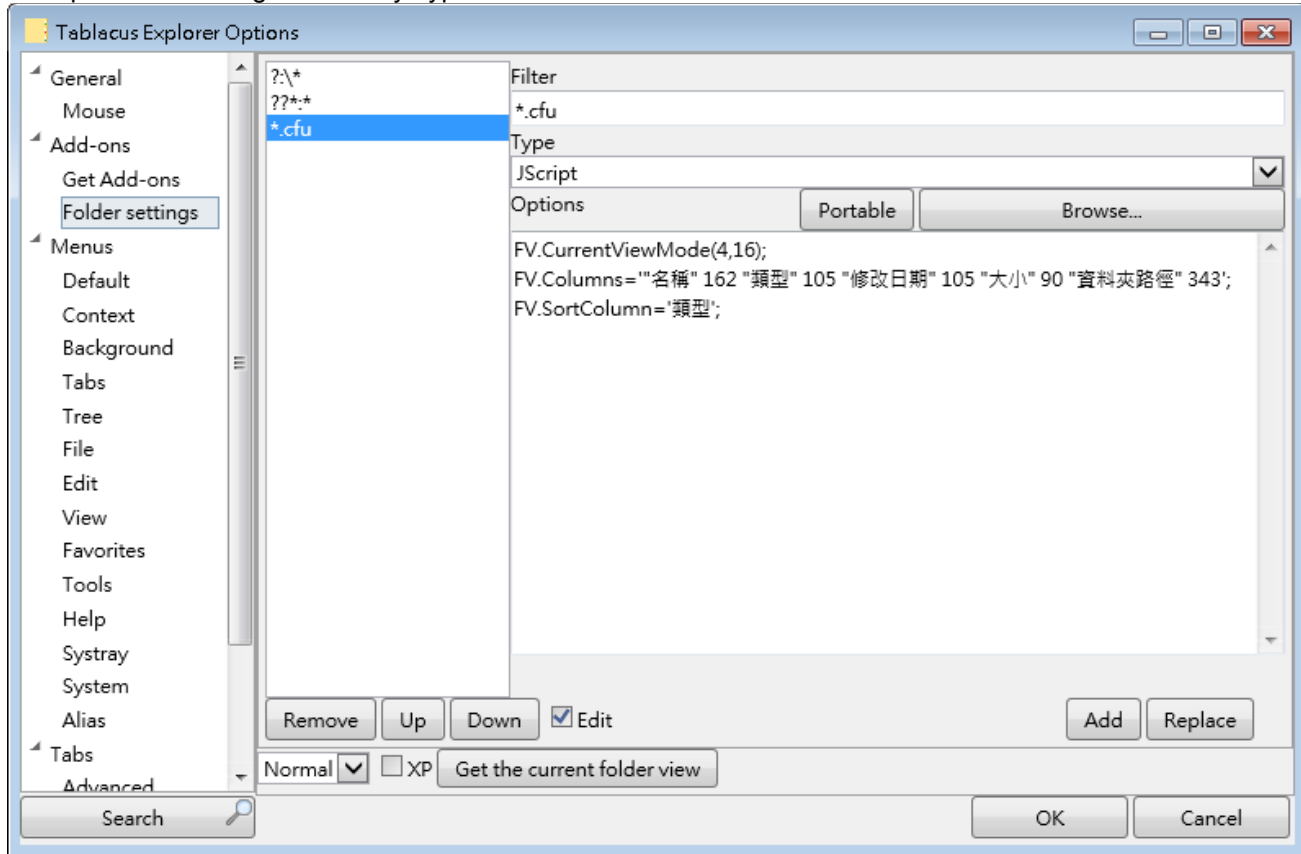 Tablacus Explorer Options
General
Mouse
Add-ons
Get Add-ons
Folder settings
Menus
Default
Context
Background
Tabs
Tree
File
Edit
View
Favorites
Tools
Help
Systray
System
Alias
Tabs
Advanced
Search
?:\*
??*:*
*.cfu
Filter
*.cfu
Type
JScript
Options
Portable
Browse...
FV.CurrentViewMode(4,16);
FV.Columns='"名稱" 162 "類型" 105 "修改日期" 105 "大小" 90 "資料夾路徑" 343';
FV.SortColumn='類型';
Remove
Up
Down
Edit
Add
Replace
Normal
XP
Get the current folder view
OK
Cancel